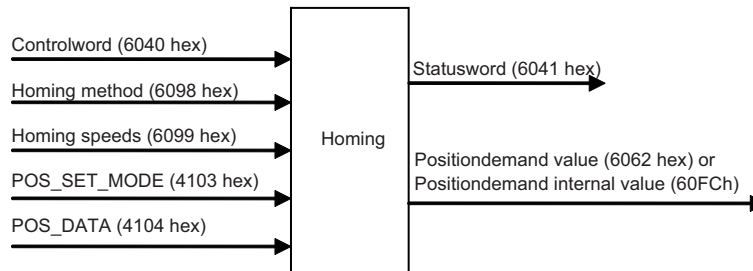 Controlword (6040 hex)
Homing method (6098 hex)
Homing speeds (6099 hex)
POS_SET_MODE (4103 hex)
POS_DATA (4104 hex)
Homing
Statusword (6041 hex)
Positiondemand value (6062 hex) or
Positiondemand internal value (60FCh)